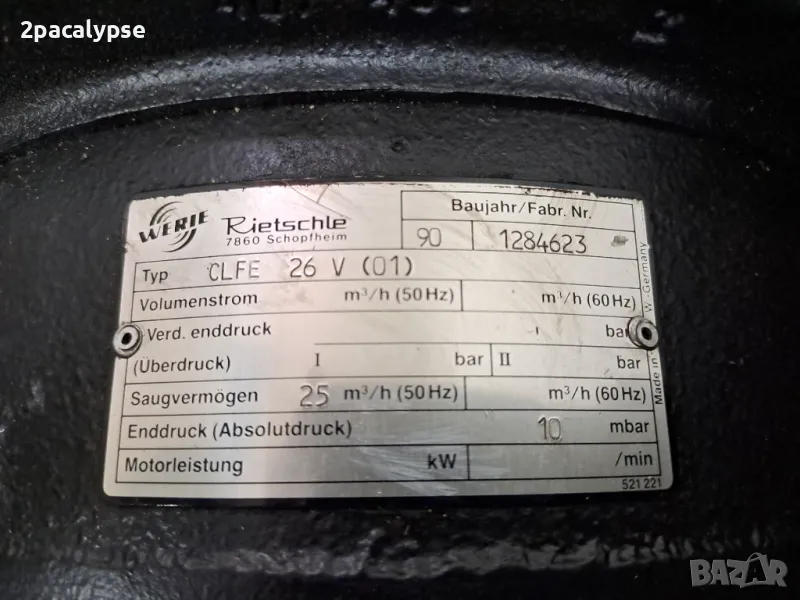 2pacalypse
WERIE Rietschle
7860 Schopfheim
Baujahr/Fabr. Nr.
90 1284623
Typ CLFE 26 V (01)
Volumenstrom m³/h (50 Hz) m³/h (60 Hz)
Verd. enddruck bar
(Überdruck) I bar II bar
Saugvermögen 25 m³/h (50 Hz) m³/h (60 Hz)
Enddruck (Absolutdruck) 10 mbar
Motorleistung kW /min
521 221
Made in W.-Germany
BAZAR